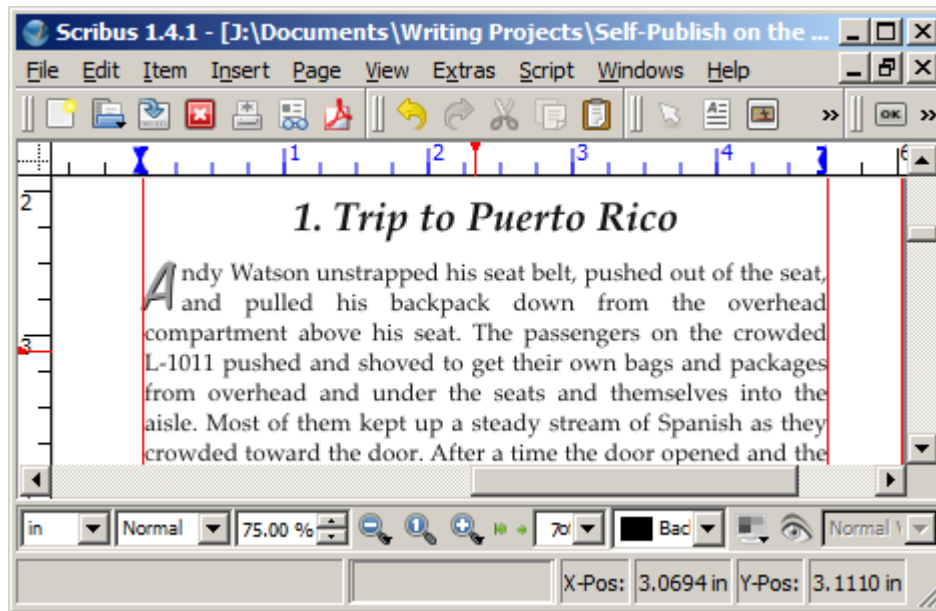 Scribus 1.4.1 - [J:\Documents\Writing Projects\Self-Publish on the ...
File Edit Item Insert Page View Extras Script Windows Help
OK
1 2 3 4 6
2
1. Trip to Puerto Rico
Andy Watson unstrapped his seat belt, pushed out of the seat,
and pulled his backpack down from the overhead
compartment above his seat. The passengers on the crowded
3
L-1011 pushed and shoved to get their own bags and packages
from overhead and under the seats and themselves into the
aisle. Most of them kept up a steady stream of Spanish as they
crowded toward the door. After a time the door opened and the
in Normal 75.00 % 1 Bac Normal
X-Pos: 3.0694 in Y-Pos: 3.1110 in